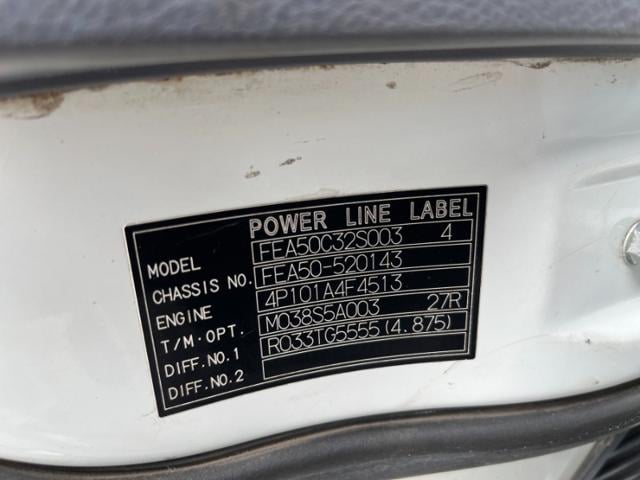 POWER LINE LABEL
MODEL FEA50C32S003 4
CHASSIS NO. FEA50-520143
ENGINE 4P101A4F4513
T/M.OPT. M038S5A003 27R
DIFF.NO.1 R033TG5555(4.875)
DIFF.NO.2